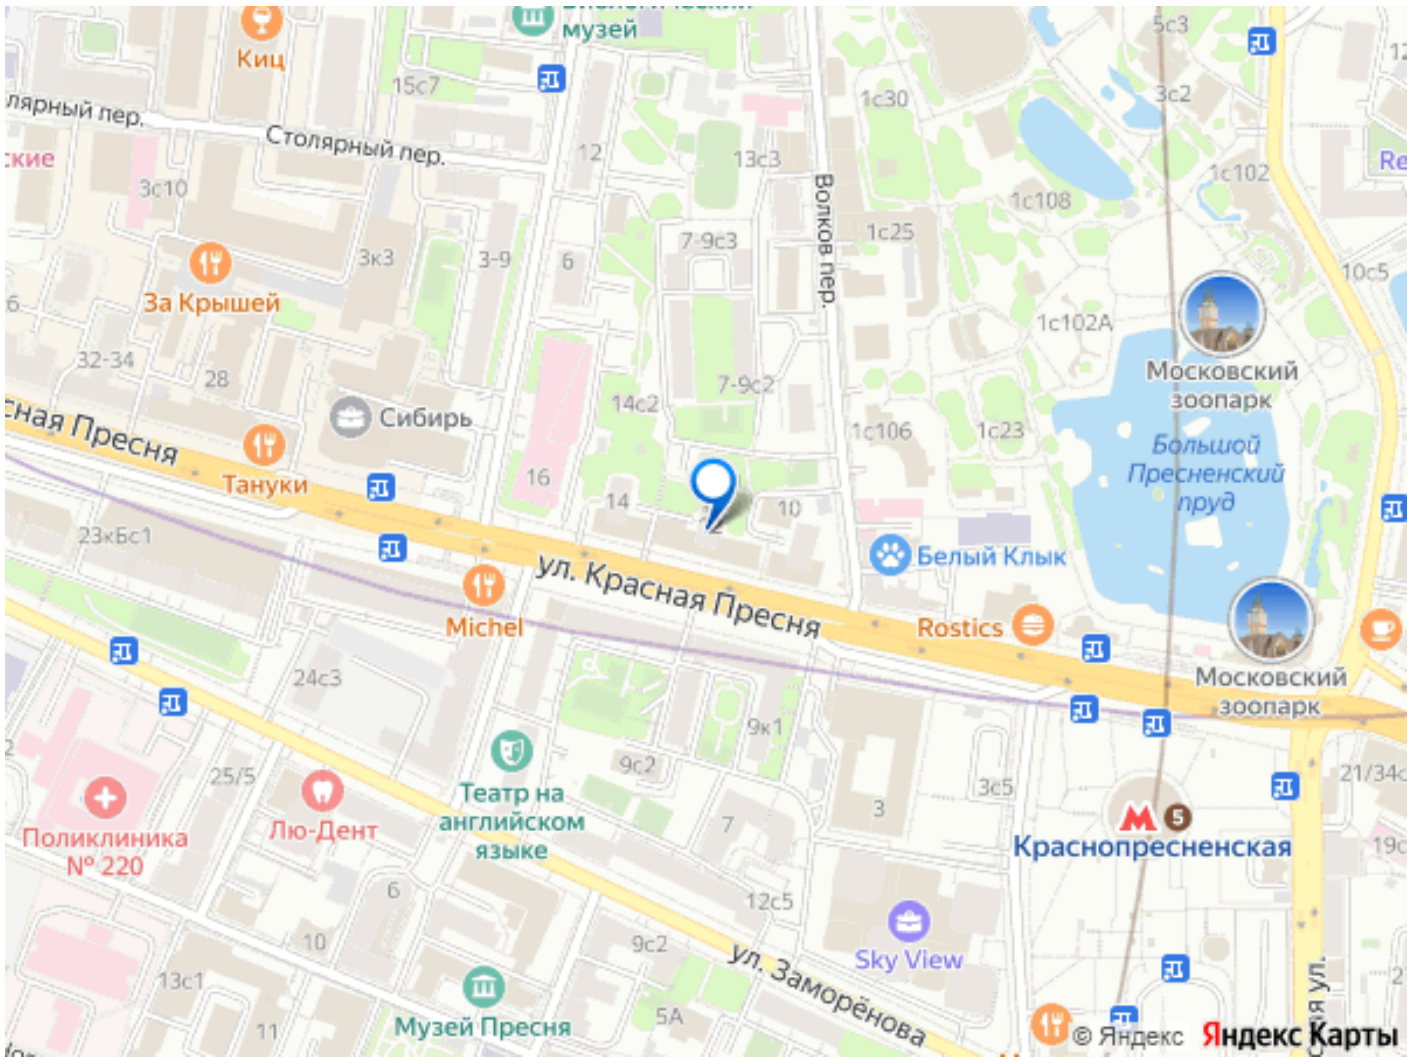 музей
Киц
5с3
15с7
1с30
3с2
лярный пер.
Столярный пер.
12
13с3
ские
Re
3с10
1с102
1с108
Волков пер.
7-9с3
1с25
3к3
3-9
6
10с5
За Крышей
6
1с102А
32-34
28
Московский
зоопарк
7-9с2
14с2
Сибирь
сная Пресня
1с106
1с23
Большой
Пресненский
пруд
Тануки
16
14
10
23кБс1
Белый Клык
ул. Красная Пресня
Michel
Rostics
24с3
Московский
зоопарк
9к1
9с2
25/5
3с5
21/34с
Театр на
английском
языке
Поликлиника
№ 220
Лю-Дент
7
3
М 5
Краснопресненская
19с
6
12с5
10
9с2
Sky View
ул. Заморёнова
13с1
11
Музей Пресня
5А
ая ул.
© Яндекс Яндекс Карты